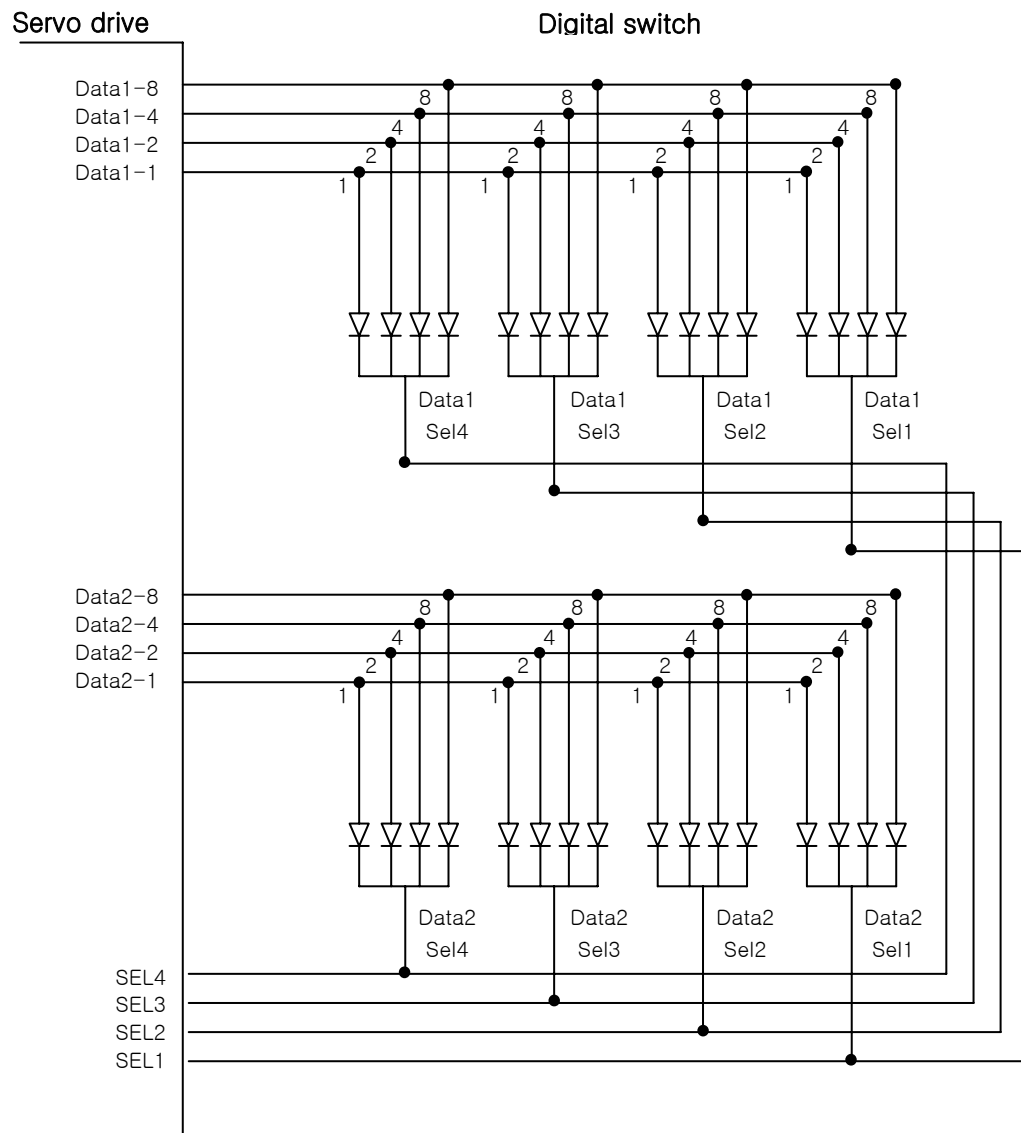 Servo drive
Digital switch
Data1-8
Data1-4
Data1-2
Data1-1
8 8 8 8
4 4 4 4
2 2 2 2
1 1 1 1
Data1 Data1 Data1 Data1
Sel4 Sel3 Sel2 Sel1
Data2-8
Data2-4
Data2-2
Data2-1
8 8 8 8
4 4 4 4
2 2 2 2
1 1 1 1
Data2 Data2 Data2 Data2
Sel4 Sel3 Sel2 Sel1
SEL4
SEL3
SEL2
SEL1